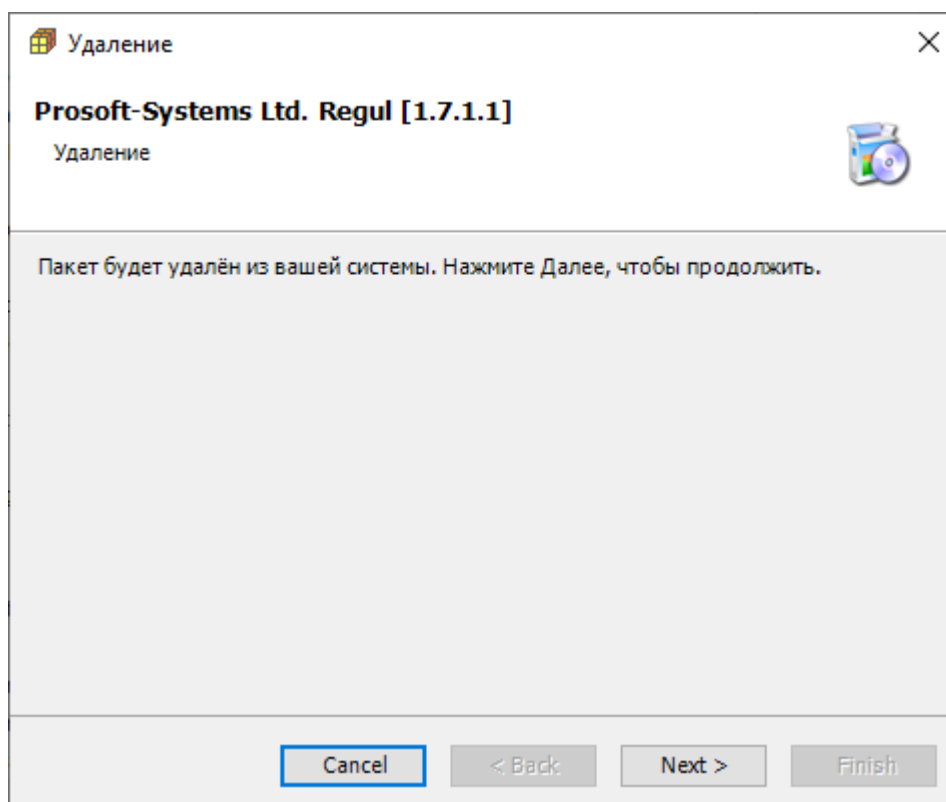 Удаление
Prosoft-Systems Ltd. Regul [1.7.1.1]
Удаление
Пакет будет удалён из вашей системы. Нажмите Далее, чтобы продолжить.
Cancel
< Back
Next >
Finish